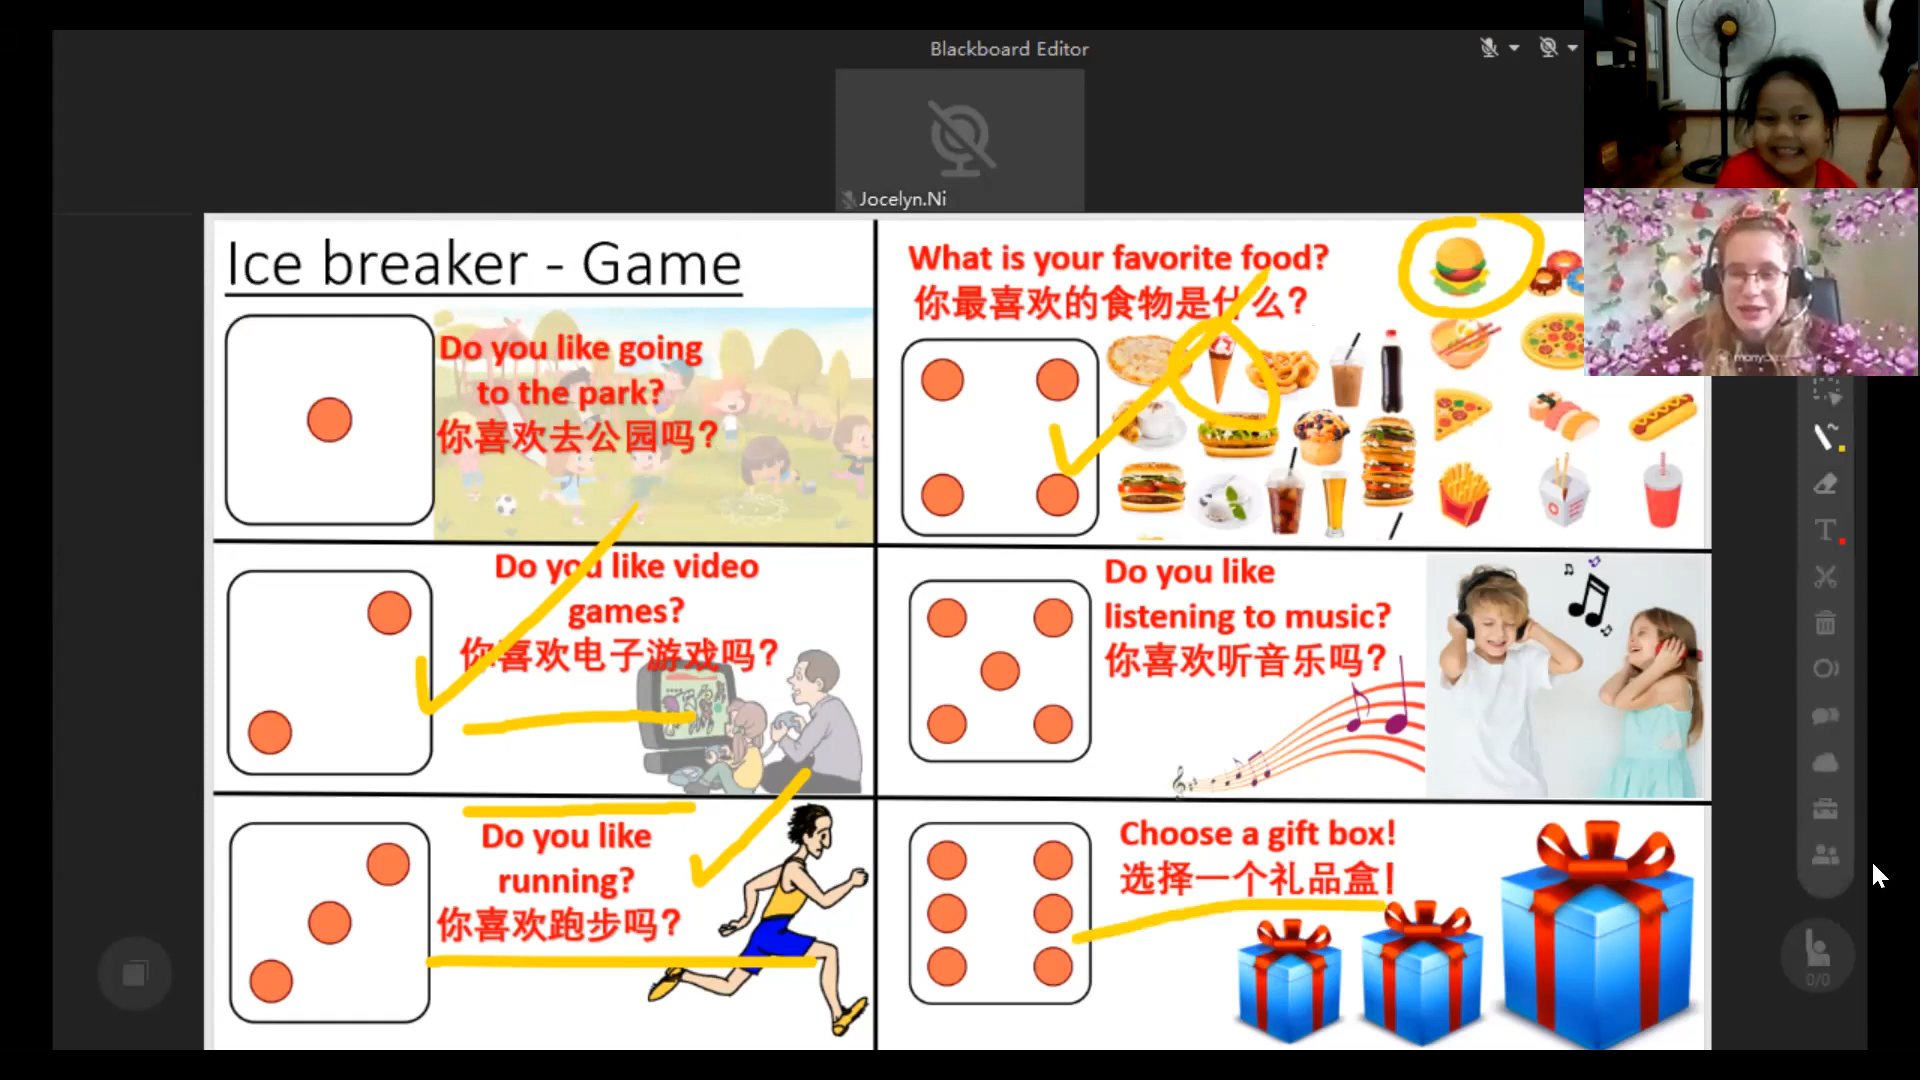 Blackboard Editor
Jocelyn.Ni
Ice breaker - Game
Do you like going
to the park?
你喜欢去公园吗?
What is your favorite food?
你最喜欢的食物是什么?
Do you like video
games?
你喜欢电子游戏吗?
Do you like
listening to music?
你喜欢听音乐吗?
Do you like
running?
你喜欢跑步吗?
Choose a gift box!
选择一个礼品盒!
0/0